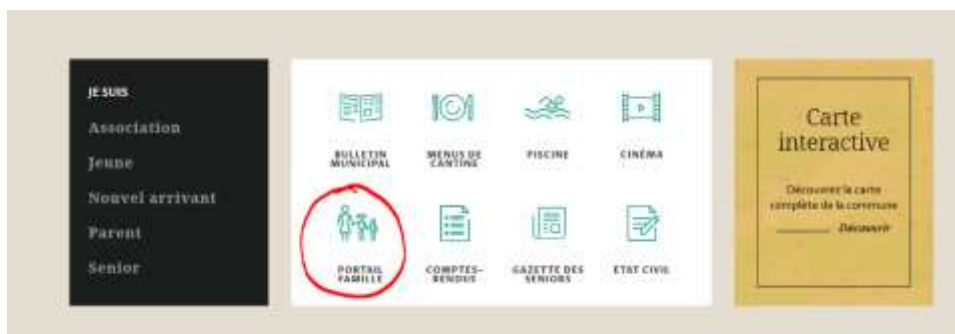 JE SUIS
Association
Jeune
Nouvel arrivant
Parent
Senior
BULLETIN
MUNICIPAL
MENUS DE
CANTINE
PISCINE
CINÉMA
PORTAIL
FAMILLE
COMPTES-
RENDUS
GAZETTE DES
SENIORS
ETAT CIVIL
Carte
interactive
Découvrez la carte
complète de la commune
Découvrir